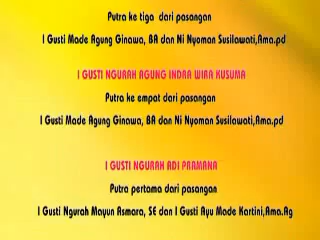 Putra ke tiga dari pasangan
I Gusti Made Agung Ginawa, BA dan Ni Nyoman Susilawati,Ama.pd
I GUSTI NGURAH AGUNG INDRA WIRA KUSUMA
Putra ke empat dari pasangan
I Gusti Made Agung Ginawa, BA dan Ni Nyoman Susilawati,Ama.pd
I GUSTI NGURAH ADI PRAMANA
Putra pertama dari pasangan
I Gusti Ngurah Mayun Asmara, SE dan I Gusti Ayu Made Kartini,Ama.Ag